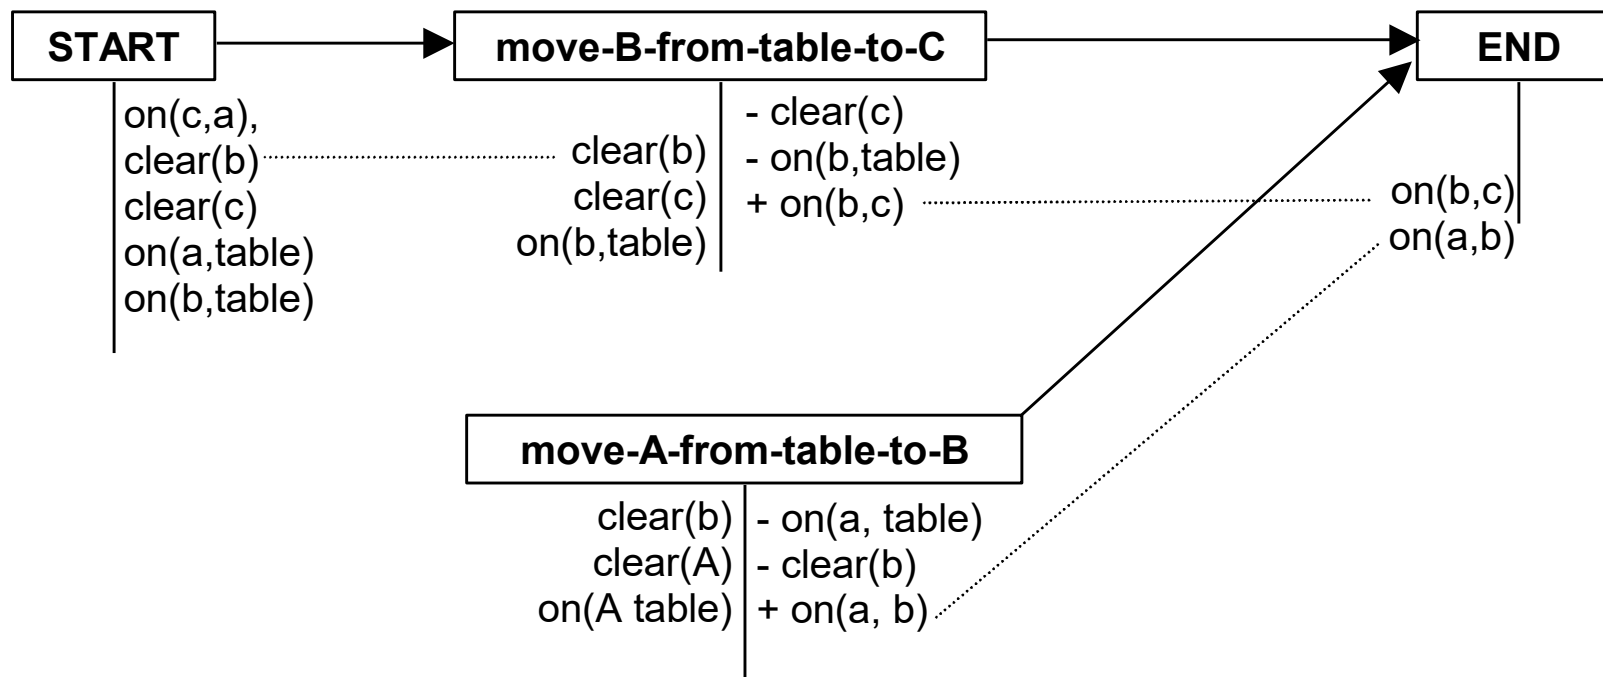 START
on(c,a),
clear(b)
clear(c)
on(a,table)
on(b,table)
move-B-from-table-to-C
clear(b)
clear(c)
on(b,table)
- clear(c)
- on(b,table)
+ on(b,c)
END
on(b,c)
on(a,b)
move-A-from-table-to-B
clear(b)
clear(A)
on(A table)
- on(a, table)
- clear(b)
+ on(a, b)